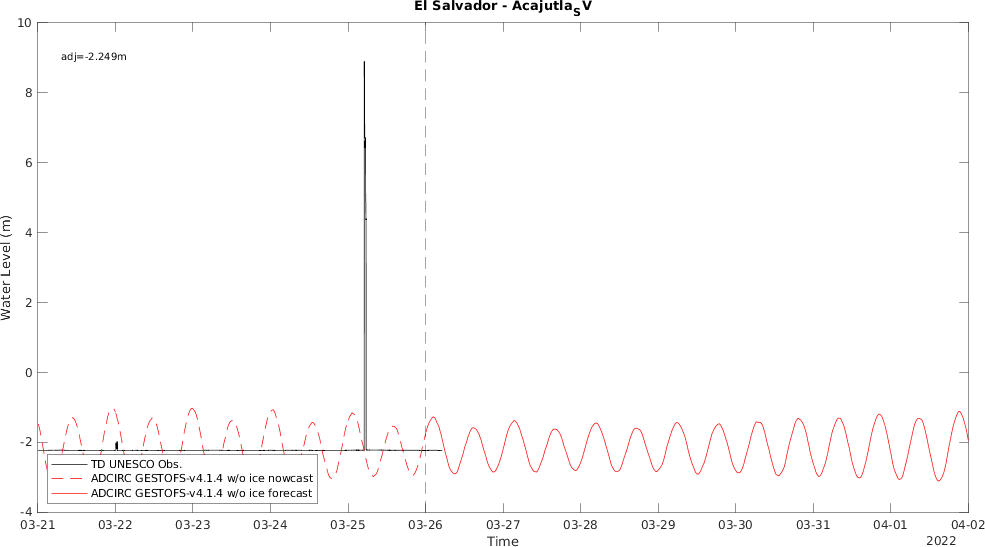 El Salvador - AcajutlaSV
adj=-2.249m
10
8
6
4
2
0
-2
-4
Water Level (m)
TD UNESCO Obs.
ADCIRC GESTOFS-v4.1.4 w/o ice nowcast
ADCIRC GESTOFS-v4.1.4 w/o ice forecast
03-21 03-22 03-23 03-24 03-25 03-26 03-27 03-28 03-29 03-30 03-31 04-01 04-02
Time
2022